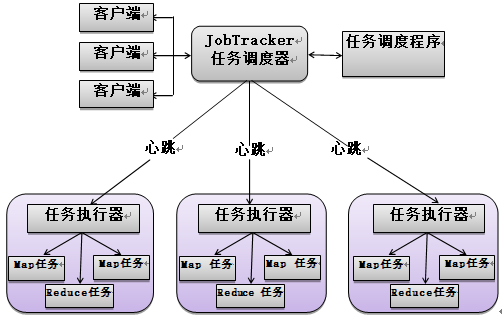 客户端
客户端
客户端
JobTracker
任务调度器
任务调度程序
心跳
心跳
心跳
任务执行器
Map任务
Map任务
Reduce任务
任务执行器
Map 任务
Map 任务
Reduce 任务
任务执行器
Map任务
Map任务
Reduce任务